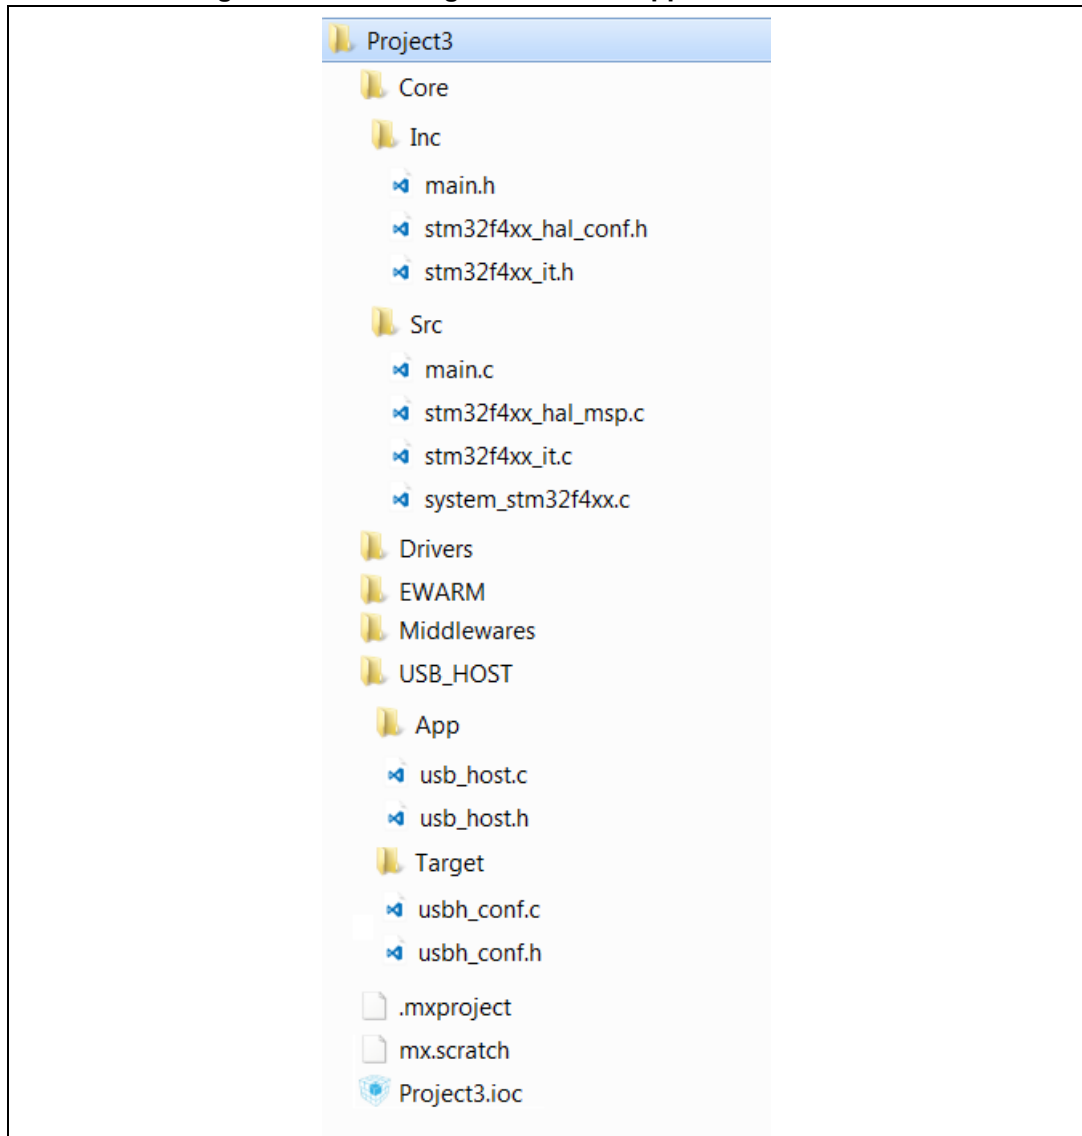 Project3
Core
Inc
main.h
stm32f4xx_hal_conf.h
stm32f4xx_it.h
Src
main.c
stm32f4xx_hal_msp.c
stm32f4xx_it.c
system_stm32f4xx.c
Drivers
EWARM
Middlewares
USB_HOST
App
usb_host.c
usb_host.h
Target
usbh_conf.c
usbh_conf.h
.mxproject
mx.scratch
Project3.ioc